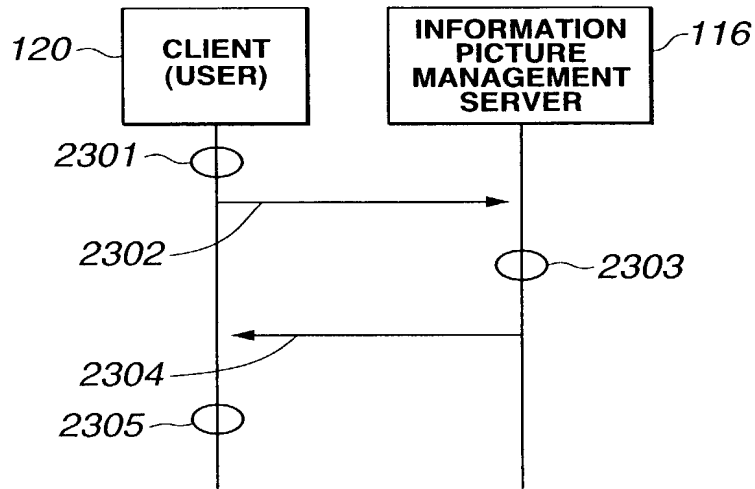 120
CLIENT
(USER)
INFORMATION
PICTURE
MANAGEMENT
SERVER
116
2301
2302
2303
2304
2305